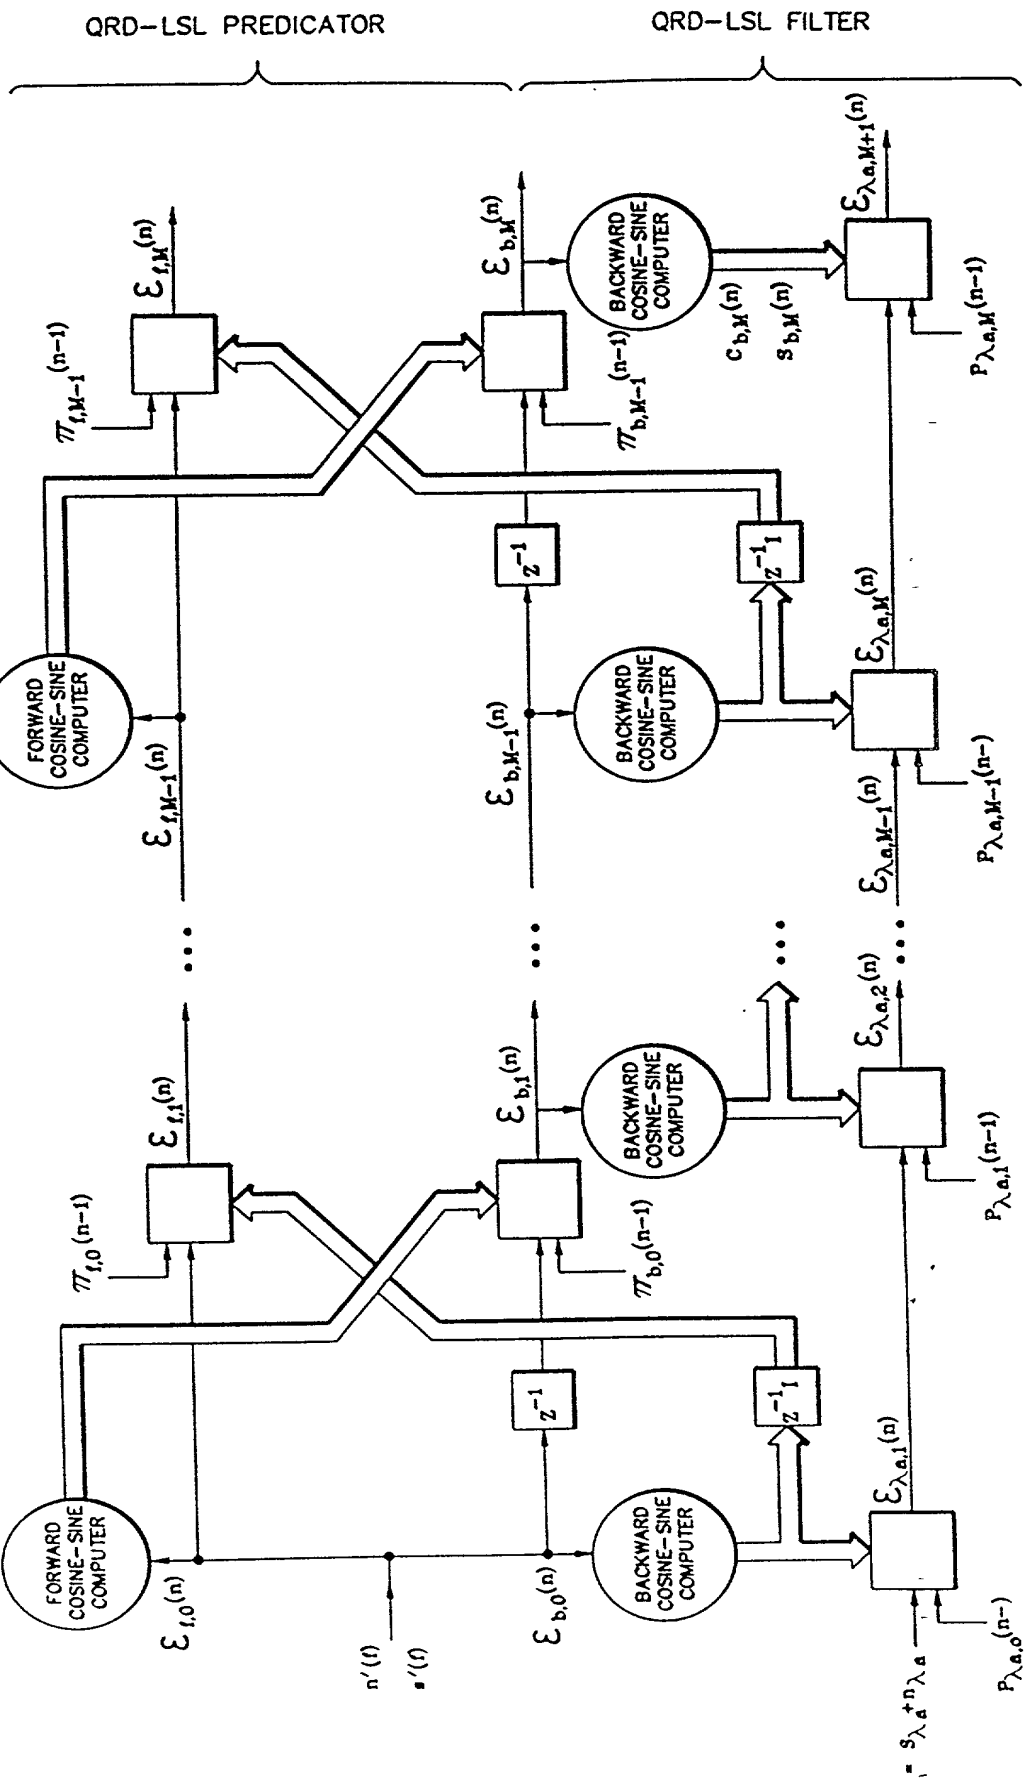 QRD-LSL PREDICATOR
QRD-LSL FILTER
FORWARD
COSINE-SINE
COMPUTER
ε_{f,0}(n)
n'(f)
s'(f)
ε_{b,0}(n)
BACKWARD
COSINE-SINE
COMPUTER
= S_{λa}+n_{λa}
P_{λa,0}(n-)
π_{f,0}(n-1)
Z⁻¹
Z⁻¹I
π_{b,0}(n-1)
ε_{λa,1}(n)
ε_{f,1}(n)
ε_{b,1}(n)
BACKWARD
COSINE-SINE
COMPUTER
P_{λa,1}(n-1)
ε_{λa,2}(n)
...
...
...
...
FORWARD
COSINE-SINE
COMPUTER
ε_{f,M-1}(n)
ε_{b,M-1}(n)
BACKWARD
COSINE-SINE
COMPUTER
ε_{λa,M-1}(n)
P_{λa,M-1}(n-)
Z⁻¹
Z⁻¹I
ε_{λa,M}(n)
π_{f,M-1}(n-1)
π_{b,M-1}(n-1)
ε_{f,M}(n)
ε_{b,M}(n)
BACKWARD
COSINE-SINE
COMPUTER
C_{b,M}(n)
S_{b,M}(n)
P_{λa,M}(n-1)
ε_{λa,M+1}(n)